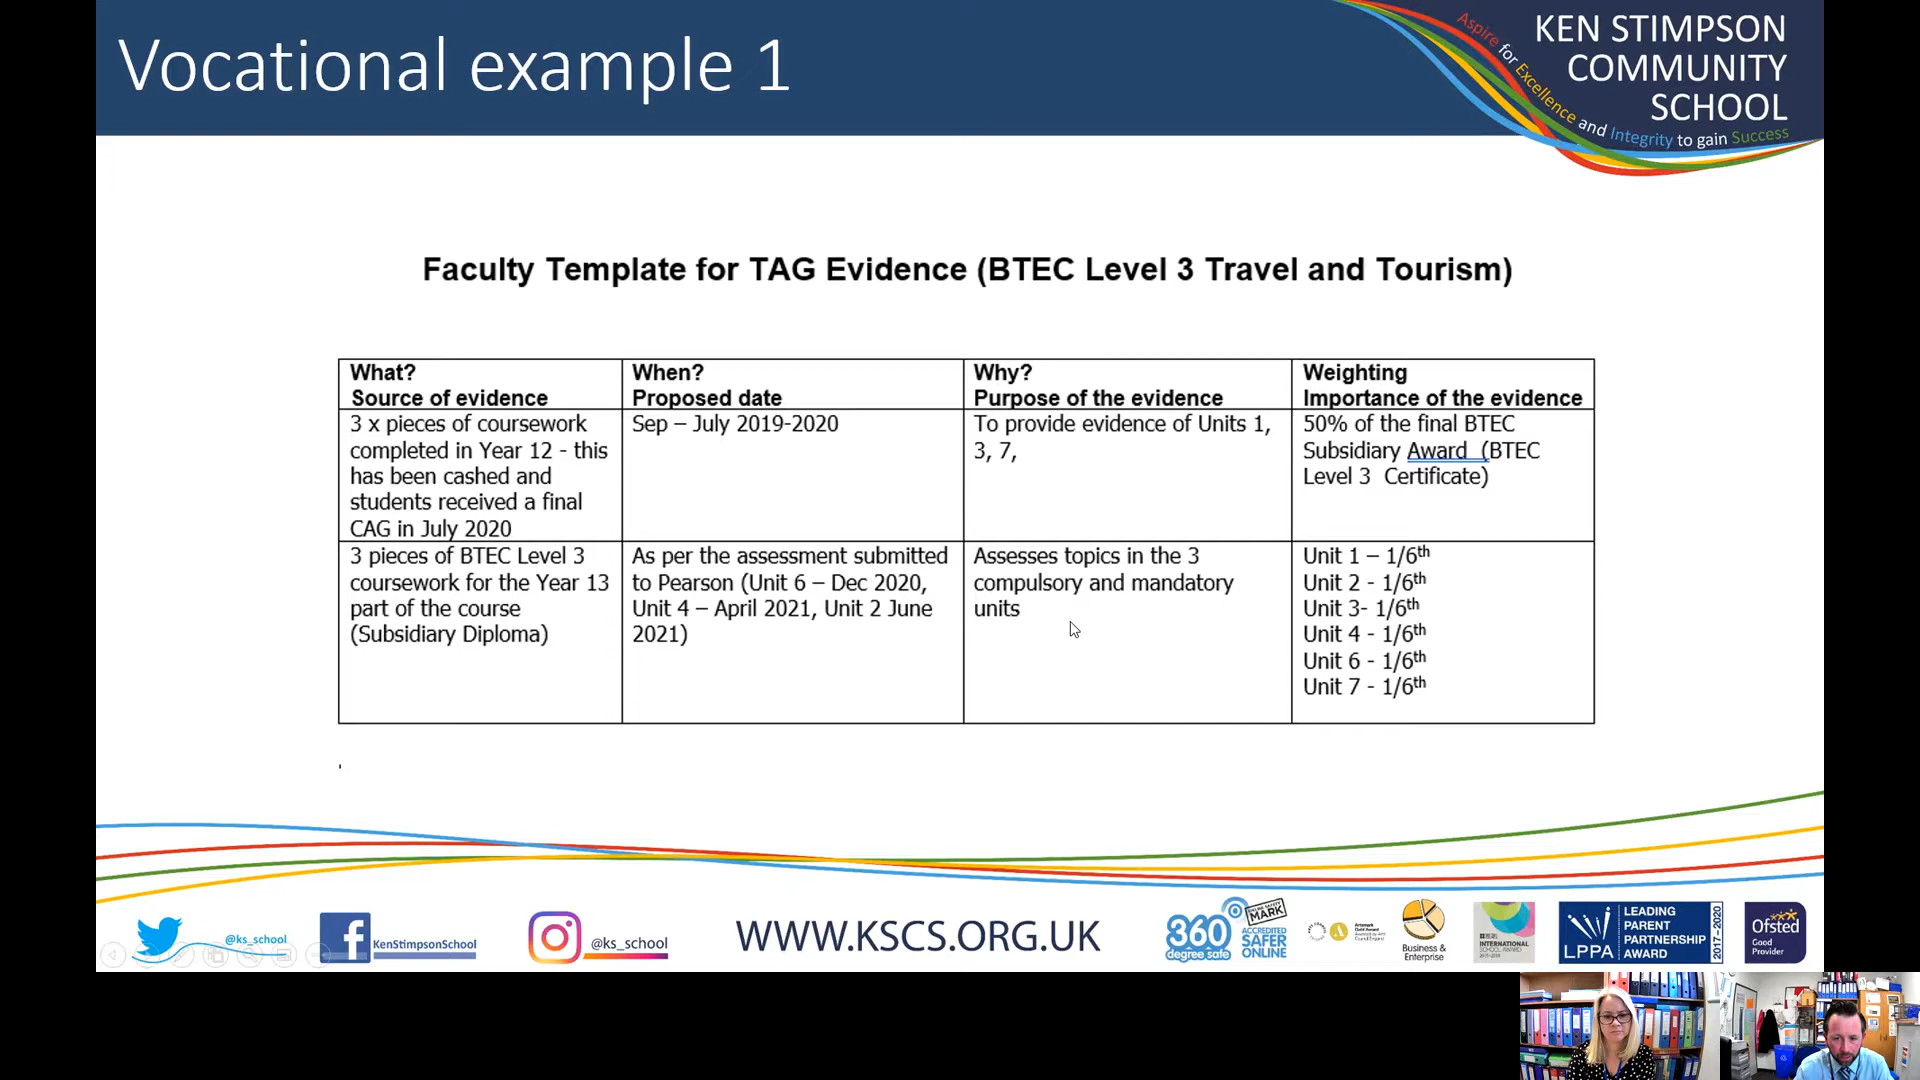 Vocational example 1
KEN STIMPSON
COMMUNITY
SCHOOL
Aspire for Excellence and Integrity to gain Success
Faculty Template for TAG Evidence (BTEC Level 3 Travel and Tourism)
What?
Source of evidence
When?
Proposed date
Why?
Purpose of the evidence
Weighting
Importance of the evidence
3 x pieces of coursework
completed in Year 12 - this
has been cashed and
students received a final
CAG in July 2020
Sep – July 2019-2020
To provide evidence of Units 1,
3, 7,
50% of the final BTEC
Subsidiary Award (BTEC
Level 3 Certificate)
3 pieces of BTEC Level 3
coursework for the Year 13
part of the course
(Subsidiary Diploma)
As per the assessment submitted
to Pearson (Unit 6 – Dec 2020,
Unit 4 – April 2021, Unit 2 June
2021)
Assesses topics in the 3
compulsory and mandatory
units
Unit 1 – 1/6th
Unit 2 - 1/6th
Unit 3- 1/6th
Unit 4 - 1/6th
Unit 6 - 1/6th
Unit 7 - 1/6th
@ks_school
KenStimpsonSchool
@ks_school
WWW.KSCS.ORG.UK
360
degree safe
MARK
ACCREDITED
SAFER
ONLINE
Business &
Enterprise
INTERNATIONAL
SCHOOL AWARD
LPPA
LEADING
PARENT
PARTNERSHIP
AWARD
2017-2020
Ofsted
Good
Provider